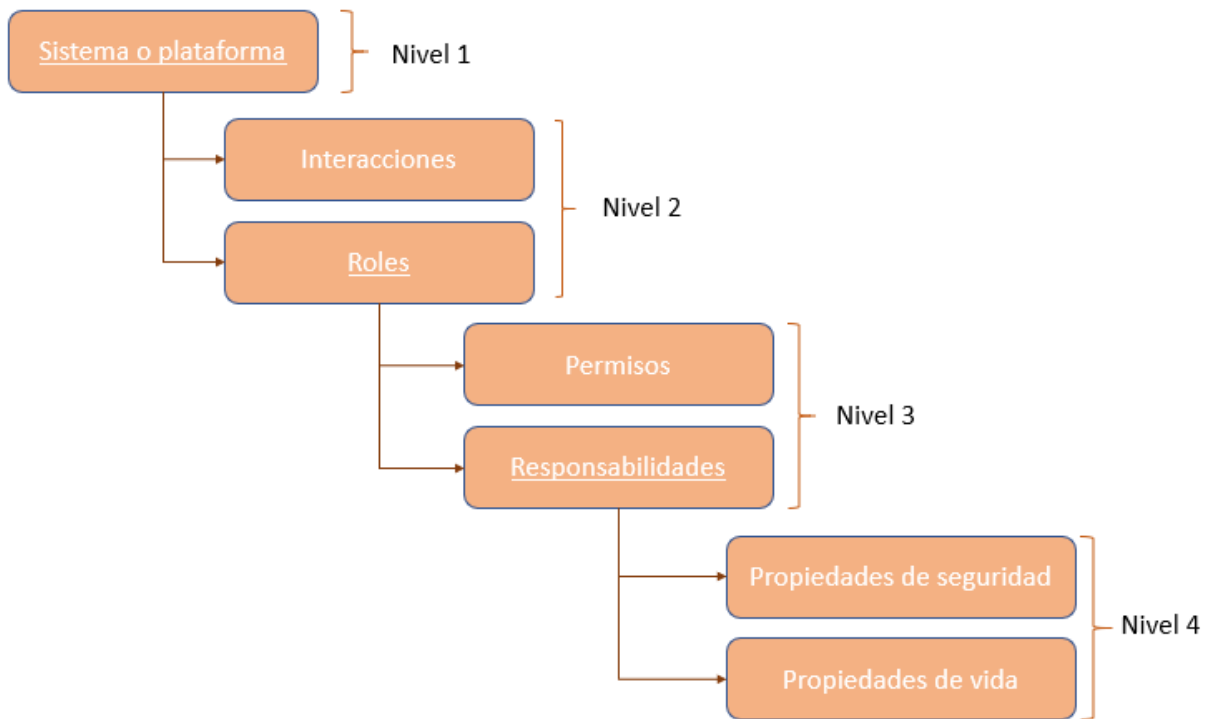 Sistema o plataforma
Nivel 1
Interacciones
Nivel 2
Roles
Permisos
Nivel 3
Responsabilidades
Propiedades de seguridad
Nivel 4
Propiedades de vida